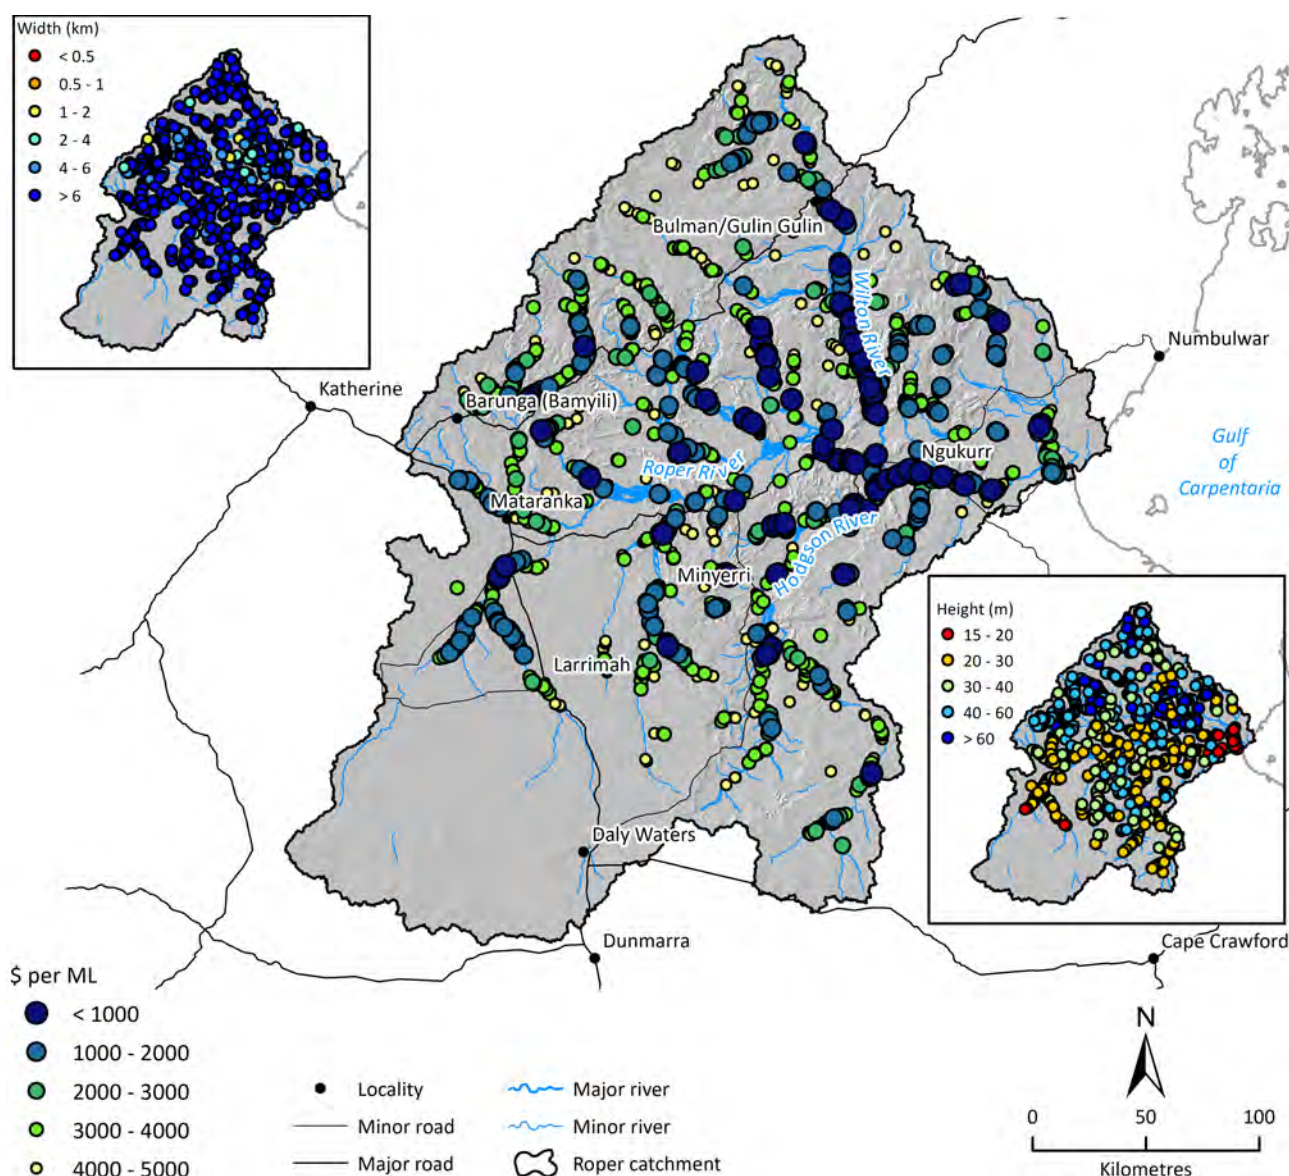 Width (km)
< 0.5
0.5 - 1
1 - 2
2 - 4
4 - 6
> 6
Bulman/Gulin Gulin
Wilton River
Numbulwar
Katherine
Barunga (Bamyili)
Ngukurr
Gulf
of
Carpentaria
Roper River
Mataranka
Hodgson River
Minyerri
Height (m)
15 - 20
20 - 30
30 - 40
40 - 60
> 60
Larrimah
Daly Waters
Dunmarra
Cape Crawford
$ per ML
< 1000
1000 - 2000
2000 - 3000
3000 - 4000
4000 - 5000
Locality
Minor road
Major road
Major river
Minor river
Roper catchment
N
0 50 100
Kilometres